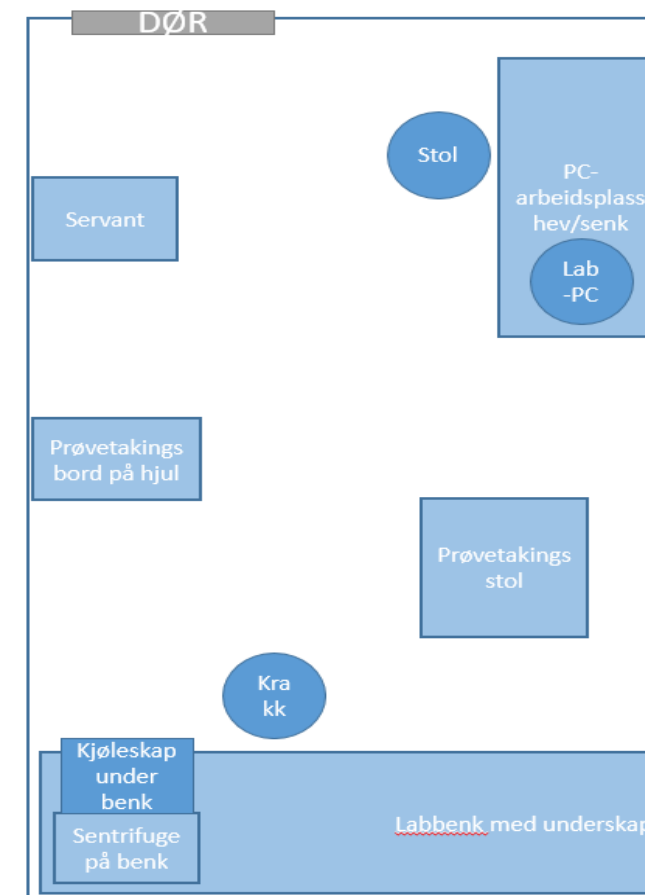 DØR
Stol
PC-
arbeidsplass
hev/senk
Servant
Lab
-PC
Prøvetakings
bord på hjul
Prøvetakings
stol
Kra
kk
Kjøleskap
under
benk
Labbenk med underskap
Sentrifuge
på benk